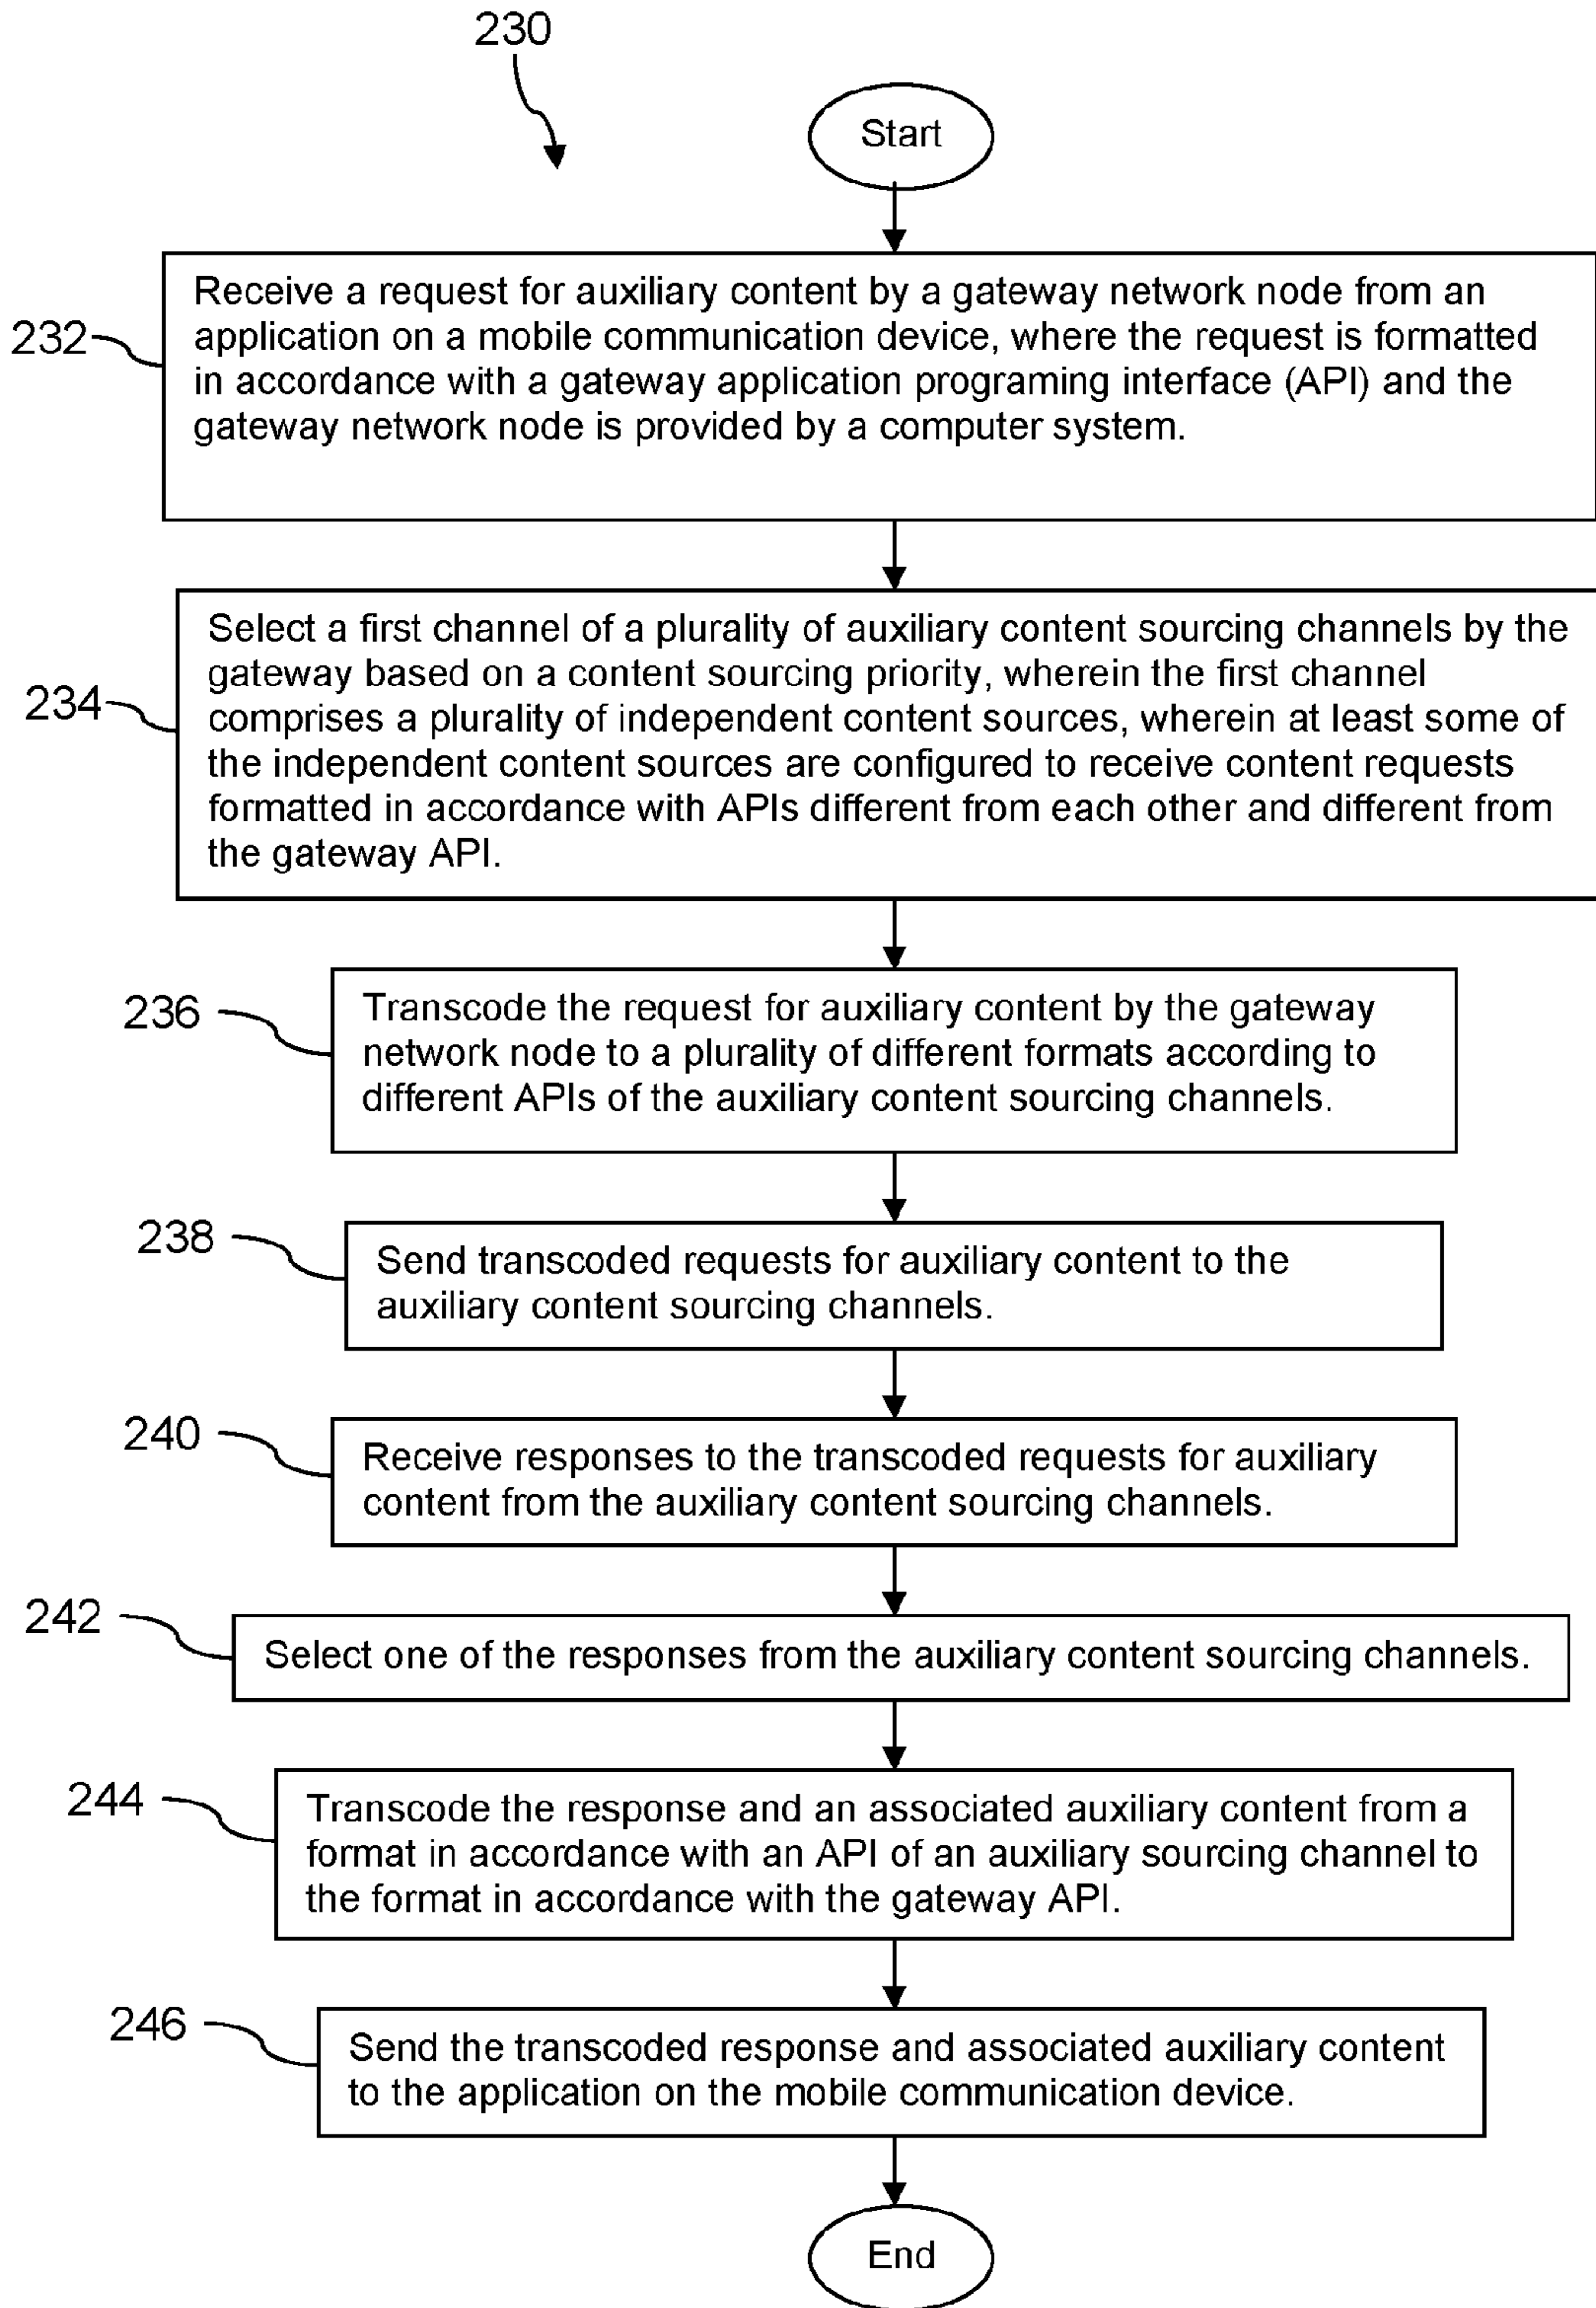 230
Start
232
Receive a request for auxiliary content by a gateway network node from an
application on a mobile communication device, where the request is formatted
in accordance with a gateway application programing interface (API) and the
gateway network node is provided by a computer system.
234
Select a first channel of a plurality of auxiliary content sourcing channels by the
gateway based on a content sourcing priority, wherein the first channel
comprises a plurality of independent content sources, wherein at least some of
the independent content sources are configured to receive content requests
formatted in accordance with APIs different from each other and different from
the gateway API.
236
Transcode the request for auxiliary content by the gateway
network node to a plurality of different formats according to
different APIs of the auxiliary content sourcing channels.
238
Send transcoded requests for auxiliary content to the
auxiliary content sourcing channels.
240
Receive responses to the transcoded requests for auxiliary
content from the auxiliary content sourcing channels.
242
Select one of the responses from the auxiliary content sourcing channels.
244
Transcode the response and an associated auxiliary content from a
format in accordance with an API of an auxiliary sourcing channel to
the format in accordance with the gateway API.
246
Send the transcoded response and associated auxiliary content
to the application on the mobile communication device.
End